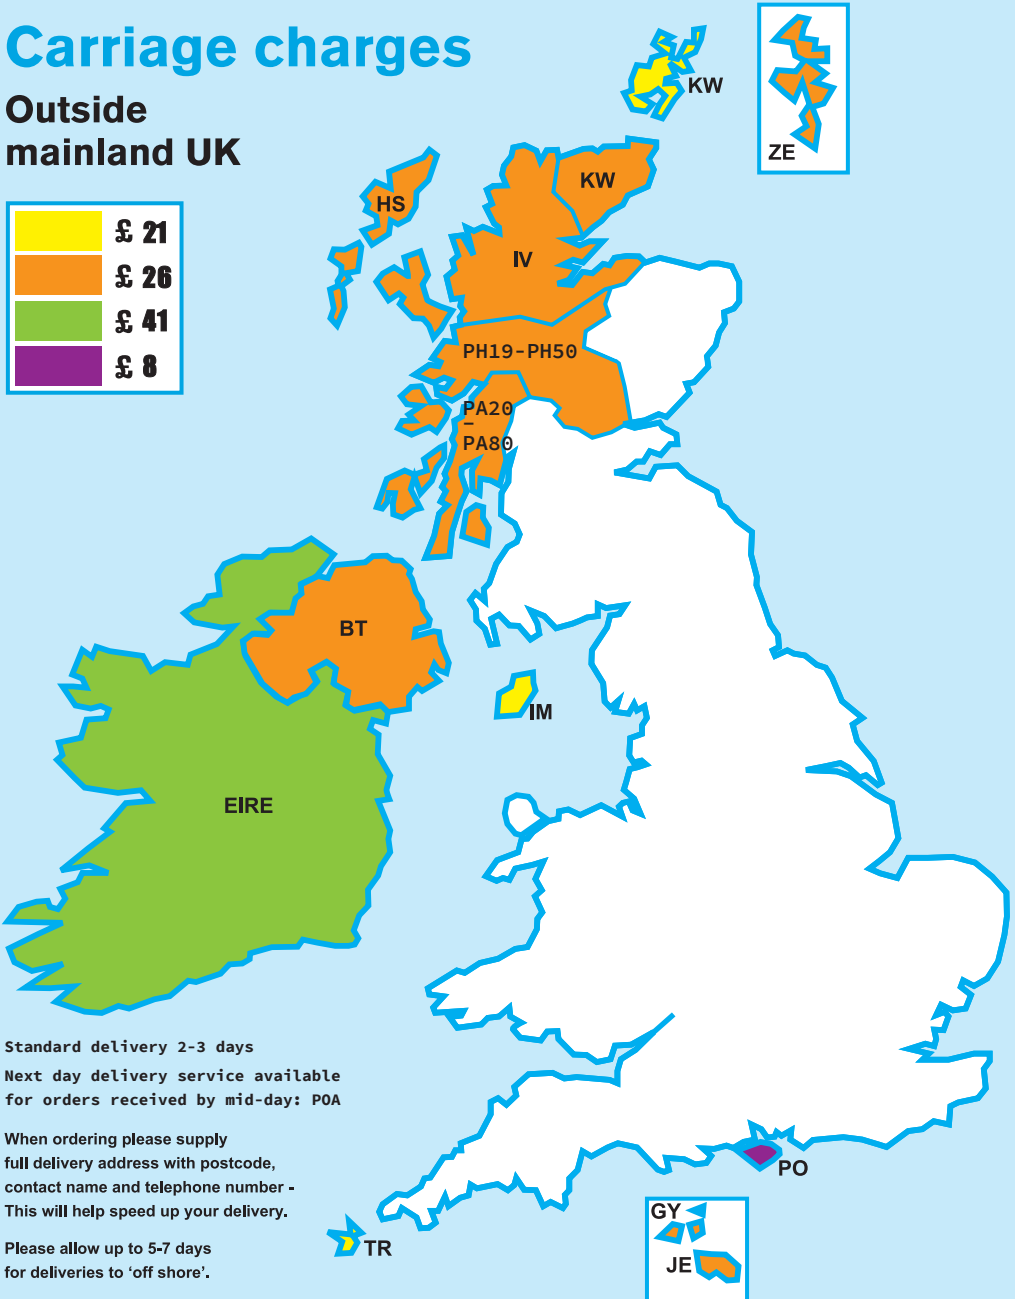 Carriage charges
Outside
mainland UK
£ 21
£ 26
£ 41
£ 8
KW
ZE
HS
KW
IV
PH19-PH50
PA20
–
PA80
BT
IM
EIRE
Standard delivery 2-3 days
Next day delivery service available
for orders received by mid-day: POA
When ordering please supply
full delivery address with postcode,
contact name and telephone number -
This will help speed up your delivery.
Please allow up to 5-7 days
for deliveries to ‘off shore’.
TR
PO
GY
JE